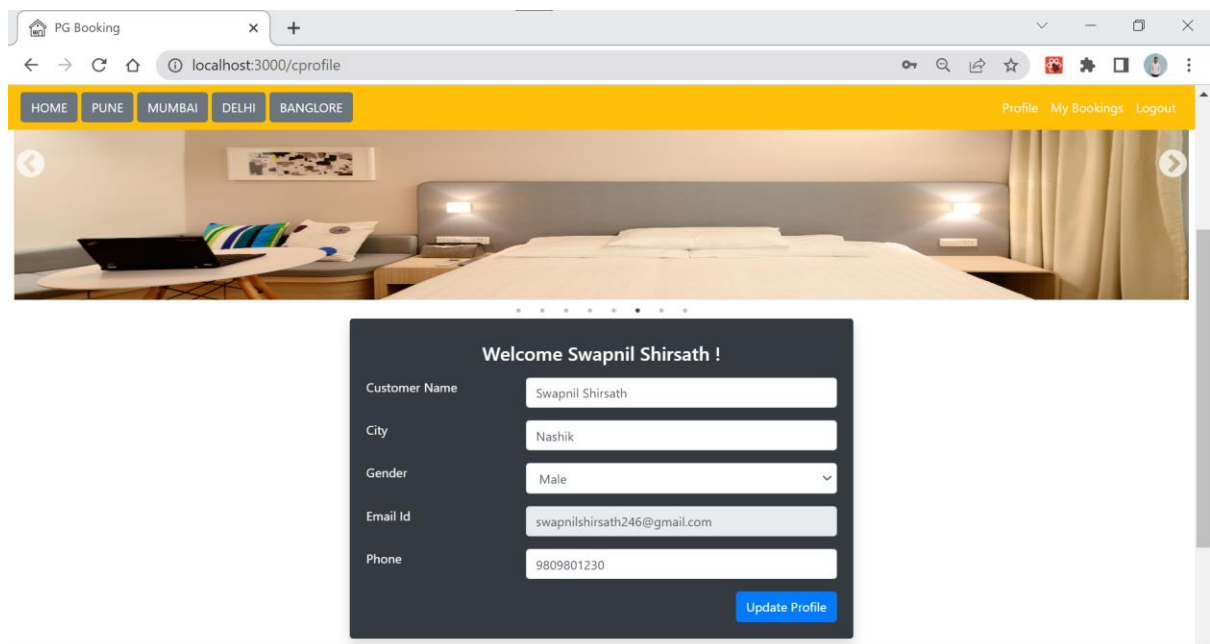 PG Booking
localhost:3000/cprofile
HOME PUNE MUMBAI DELHI BANGLORE Profile My Bookings Logout
Welcome Swapnil Shirsath !
Customer Name Swapnil Shirsath
City Nashik
Gender Male
Email Id swapnilshirsath246@gmail.com
Phone 9809801230
Update Profile